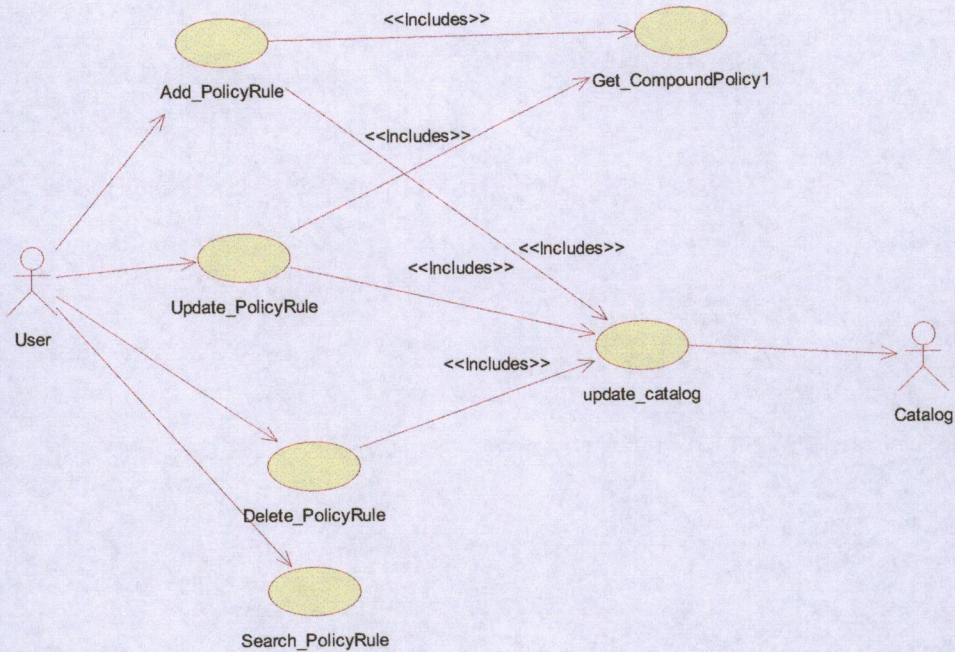 <<Includes>>
Add_PolicyRule
Get_CompoundPolicy1
<<Includes>>
<<Includes>>
<<Includes>>
Update_PolicyRule
User
<<Includes>>
update_catalog
Catalog
Delete_PolicyRule
Search_PolicyRule